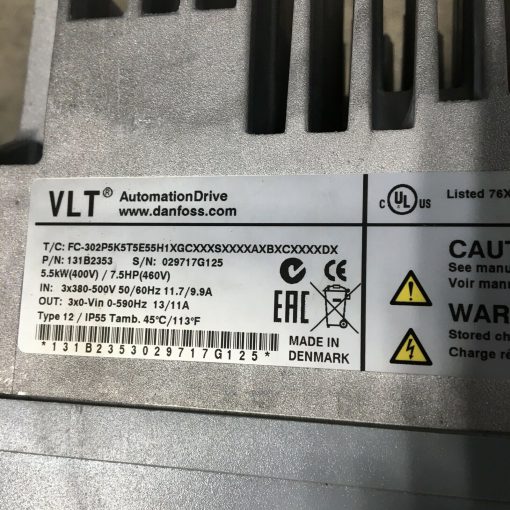 VLT® AutomationDrive
www.danfoss.com
T/C: FC-302P5K5T5E55H1XGCXXXSXXXXAXBXCXXXXDX
P/N: 131B2353 S/N: 029717G125
5.5kW(400V) / 7.5HP(460V)
IN: 3x380-500V 50/60Hz 11.7/9.9A
OUT: 3x0-Vin 0-590Hz 13/11A
Type 12 / IP55 Tamb. 45°C/113°F
*131B2353029717G125*
EAC
MADE IN
DENMARK
C UL US Listed 76X
CAUT
See manu
Voir manu
WAR
Stored ch
Charge ré